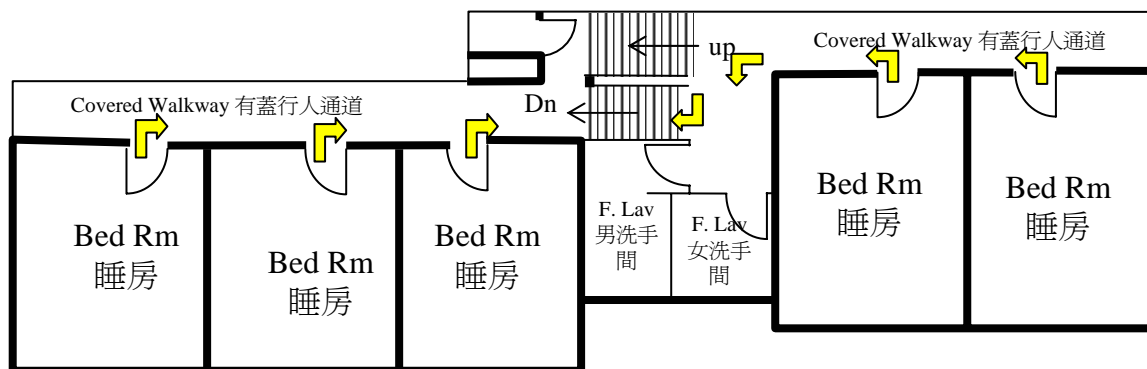 up
Covered Walkway 有蓋行人通道
Covered Walkway 有蓋行人通道
Dn
Bed Rm
睡房
Bed Rm
睡房
Bed Rm
睡房
F. Lav
男洗手
間
F. Lav
女洗手
間
Bed Rm
睡房
Bed Rm
睡房